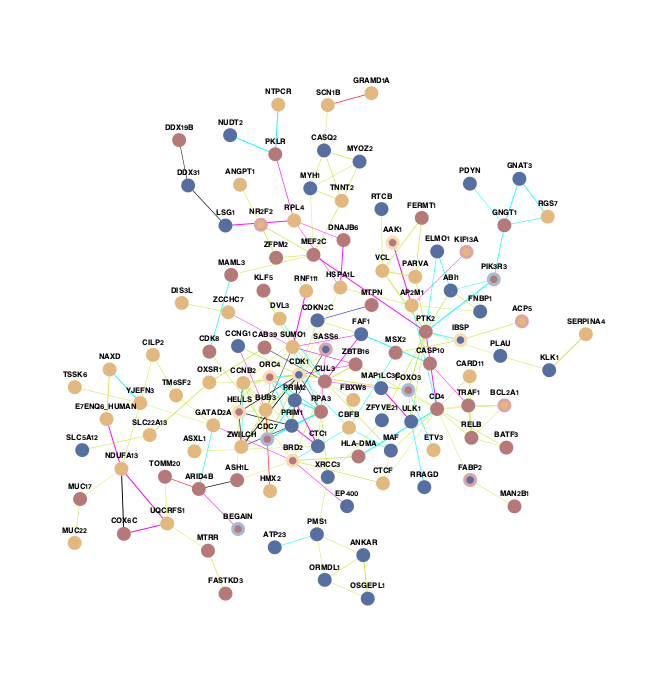 GRAMD1A
NTPCR
SCN1B
NUDT2
DDX19B
CASQ2
PKLR
MYOZ2
GNAT3
DDX31
ANGPT1
MYH1
PDYN
TNNT2
RTCB
RGS7
FERMT1
LSG1
NR2F2
RPL4
GNGT1
DNAJB6
AAK1
ELMO1
KIF13A
ZFPM2
MEF2C
VCL
PARVA
MAML3
HSPA1L
PIK3R3
KLF5
RNF111
ABI1
DIS3L
ZCCHC7
MTPN
AP2M1
CDKN2C
FNBP1
DVL3
PTK2
ACP5
FAF1
IBSP
SERPINA4
CCNG1
CAB39
SUMO1
SASS6
MSX2
PLAU
CDK8
ZBTB16
CASP10
KLK1
NAXD
CILP2
ORC4
CDK1
CUL3
TSSK6
OXSR1
CCNB2
CARD11
TM6SF2
FBXW8
MAP1LC3C
FOXO3
YJEFN3
HELLS
BUB3
PRIM2
RPA3
CD4
TRAF1
BCL2A1
E7ENQ6_HUMAN
GATAD2A
PRIM1
CBFB
ZFYVE21
ULK1
SLC5A12
SLC22A13
ZWILCH
CDC7
CTC1
RELB
BATF3
ASXL1
BRD2
HLA-DMA
MAF
ETV3
NDUFA13
TOMM20
ARID4B
ASH1L
XRCC3
CTCF
RRAGD
FABP2
MUC17
HMX2
EP400
MAN2B1
UQCRFS1
COX6C
BEGAIN
MUC22
MTRR
ATP23
PMS1
ANKAR
ORMDL1
FASTKD3
OSGEPL1